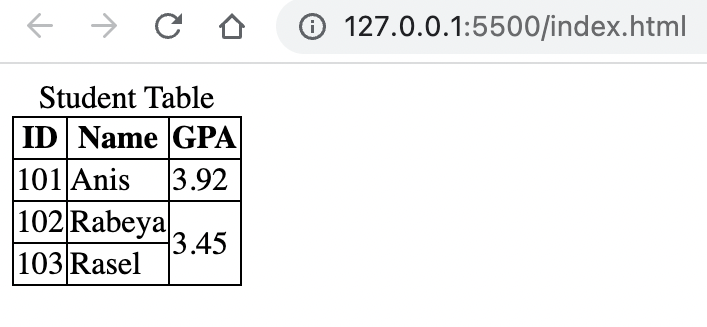 127.0.0.1:5500/index.html
Student Table
ID Name GPA
101 Anis 3.92
102 Rabeya 3.45
103 Rasel